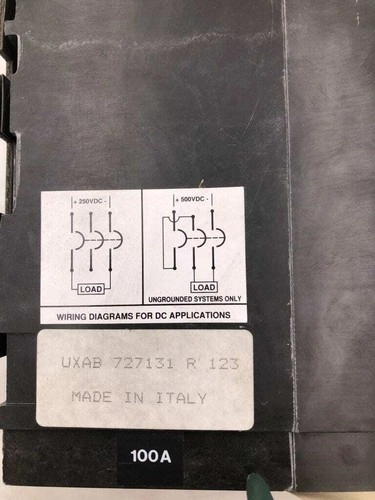 + 250VDC -
+ 500VDC -
LOAD
LOAD
UNGROUNDED SYSTEMS ONLY
WIRING DIAGRAMS FOR DC APPLICATIONS
UXAB 727131 R 123
MADE IN ITALY
100A